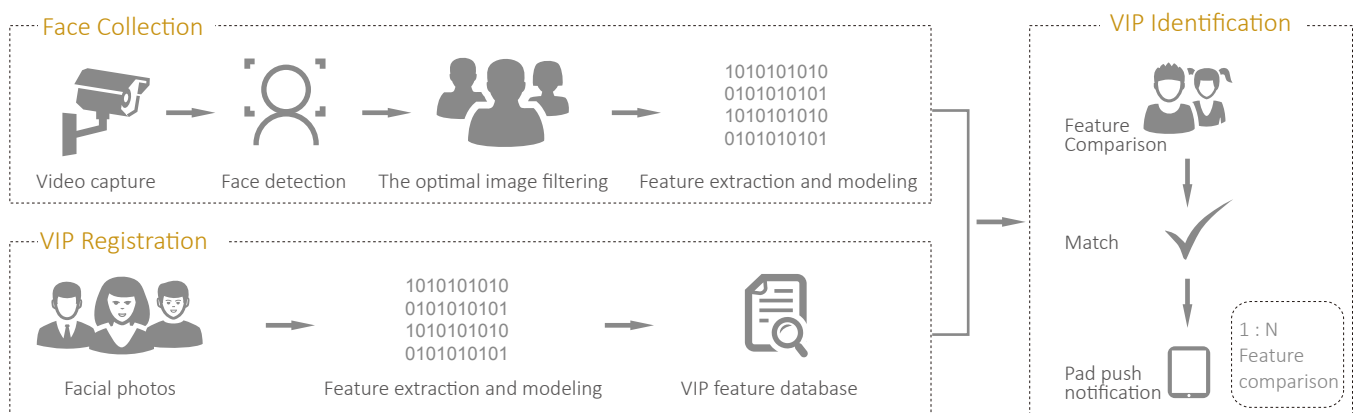 Face Collection
1010101010
0101010101
1010101010
0101010101
Video capture
Face detection
The optimal image filtering
Feature extraction and modeling
VIP Registration
1010101010
0101010101
1010101010
0101010101
Facial photos
Feature extraction and modeling
VIP feature database
VIP Identification
Feature
Comparison
Match
Pad push
notification
1 : N
Feature
comparison